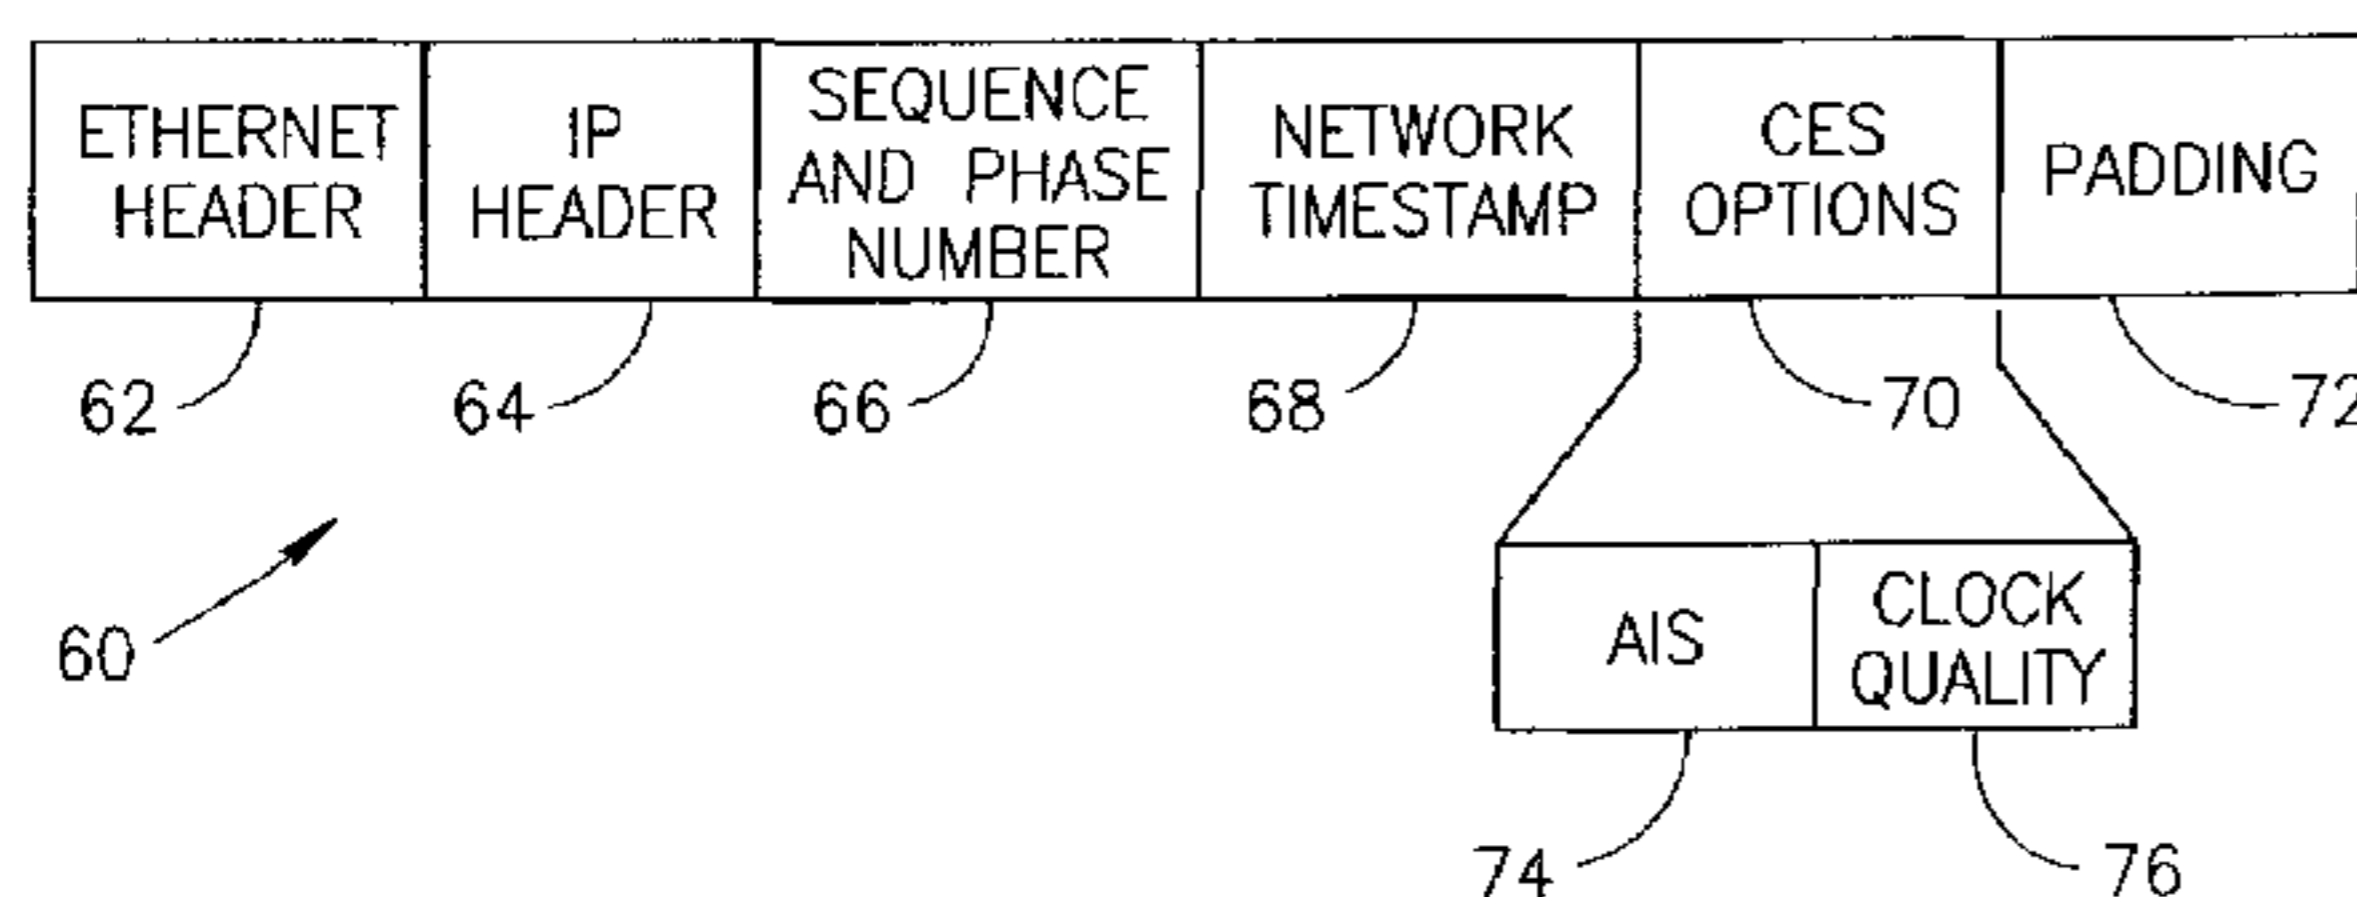 ETHERNET
HEADER
IP
HEADER
SEQUENCE
AND PHASE
NUMBER
NETWORK
TIMESTAMP
CES
OPTIONS
PADDING
62
64
66
68
70
72
60
AIS
CLOCK
QUALITY
74
76